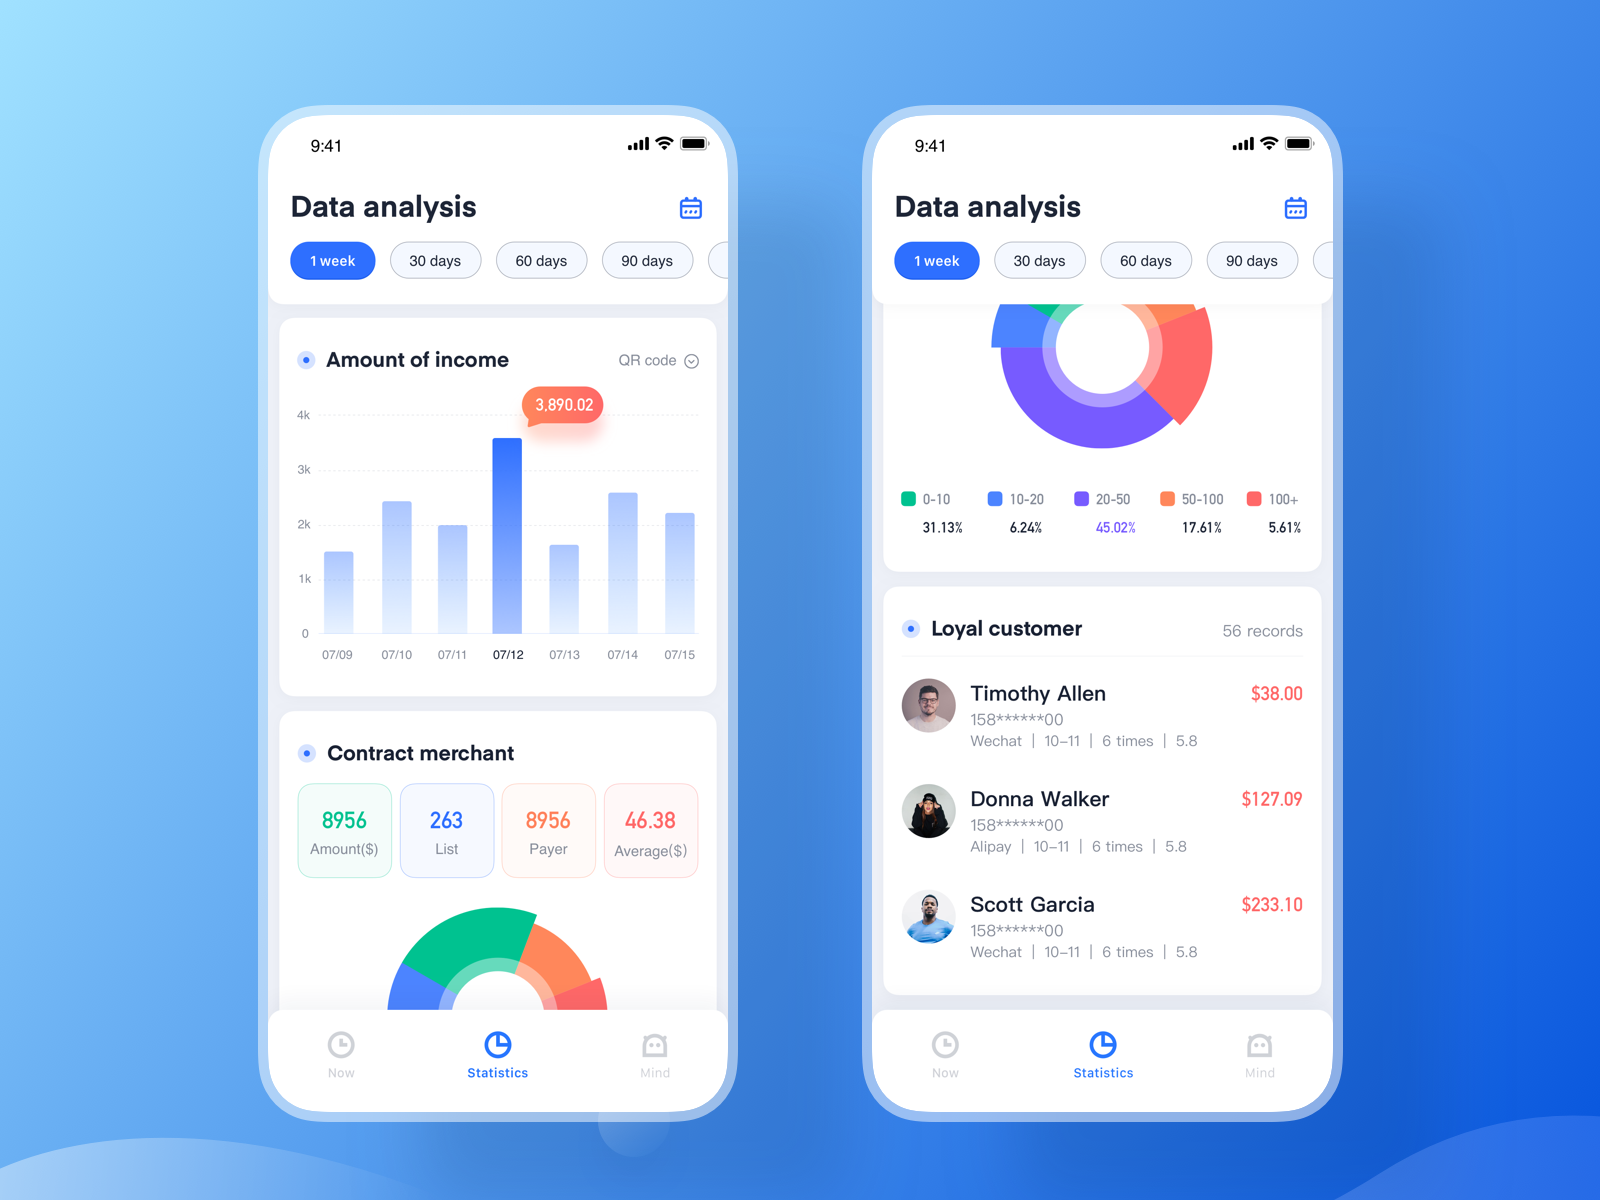 9:41
Data analysis
1 week 30 days 60 days 90 days
Amount of income QR code
3,890.02
4k
3k
2k
1k
0
07/09 07/10 07/11 07/12 07/13 07/14 07/15
Contract merchant
8956 263 8956 46.38
Amount($) List Payer Average($)
Now Statistics Mind
9:41
Data analysis
1 week 30 days 60 days 90 days
0-10 10-20 20-50 50-100 100+
31.13% 6.24% 45.02% 17.61% 5.61%
Loyal customer 56 records
Timothy Allen $38.00
158******00
Wechat | 10–11 | 6 times | 5.8
Donna Walker $127.09
158******00
Alipay | 10–11 | 6 times | 5.8
Scott Garcia $233.10
158******00
Wechat | 10–11 | 6 times | 5.8
Now Statistics Mind